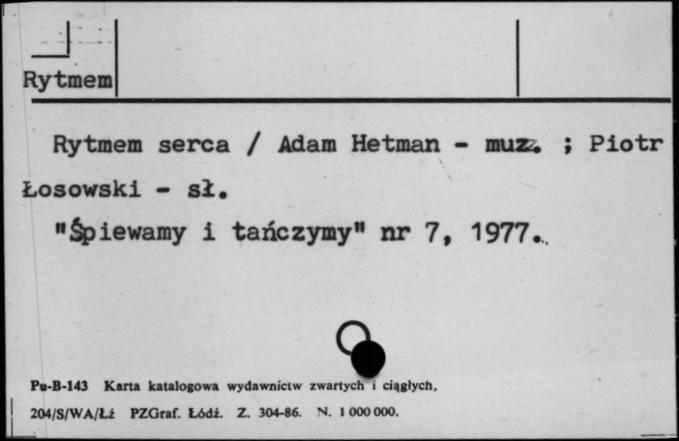 Rytmem
Rytmem serca / Adam Hetman - muz. ; Piotr
Łosowski - sł.
"Śpiewamy i tańczymy" nr 7, 1977.
Pu-B-143 Karta katalogowa wydawnictw zwartych i ciągłych,
204/S/WA/Łź PZGraf. Łódź. Z. 304-86. N. 1 000 000.